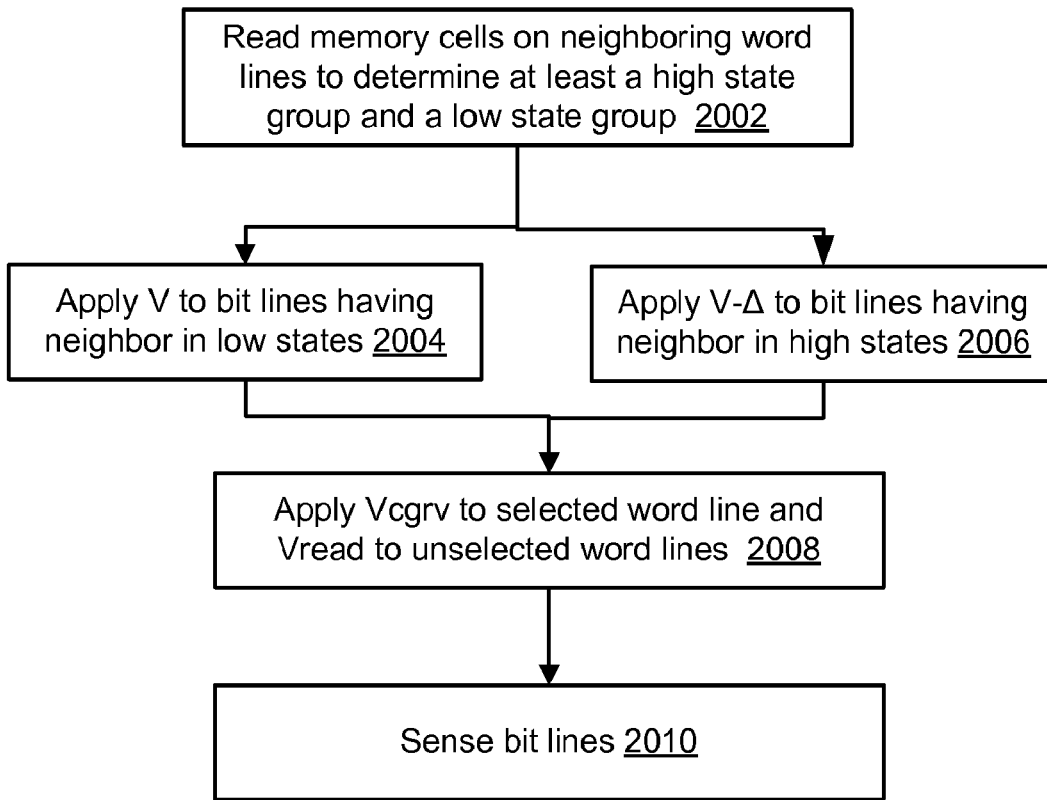 Read memory cells on neighboring word
lines to determine at least a high state
group and a low state group 2002
Apply V to bit lines having
neighbor in low states 2004
Apply V-Δ to bit lines having
neighbor in high states 2006
Apply Vcgrv to selected word line and
Vread to unselected word lines 2008
Sense bit lines 2010